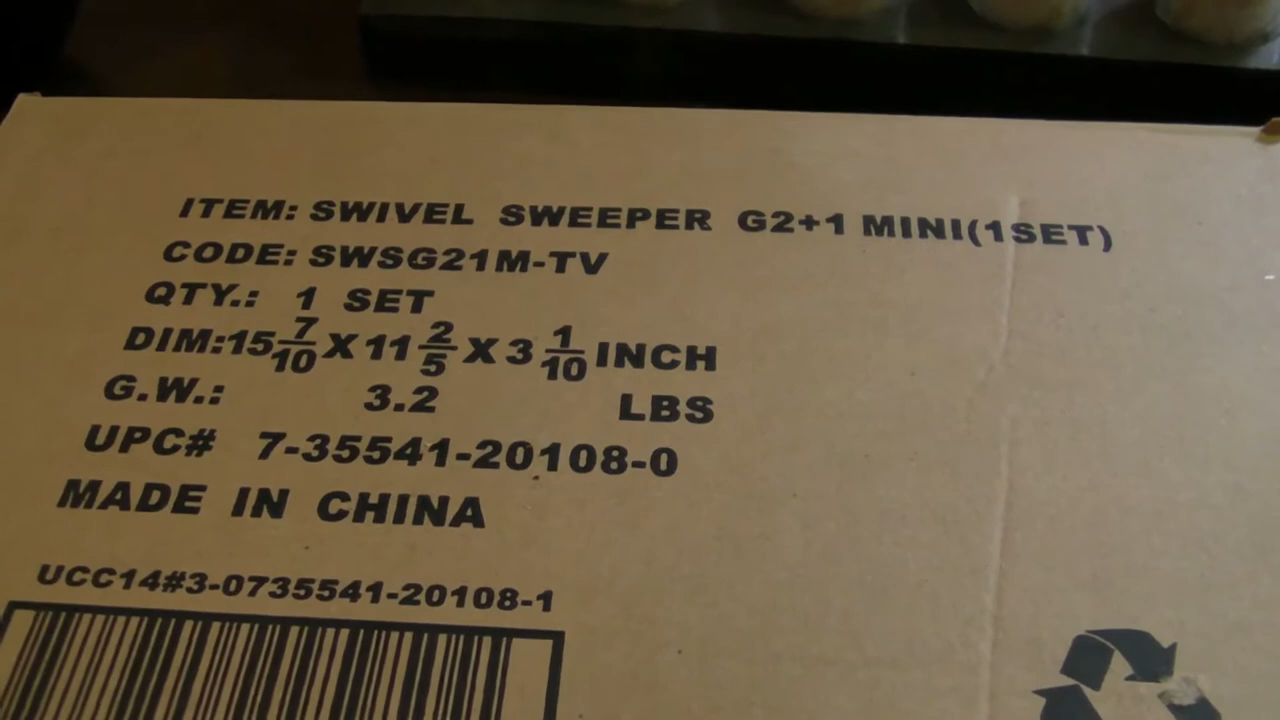 ITEM: SWIVEL SWEEPER G2+1 MINI(1SET)
CODE: SWSG21M-TV
QTY.: 1 SET
DIM:15 7/10 X 11 2/5 X 3 1/10 INCH
G.W.: 3.2 LBS
UPC# 7-35541-20108-0
MADE IN CHINA
UCC14#3-0735541-20108-1